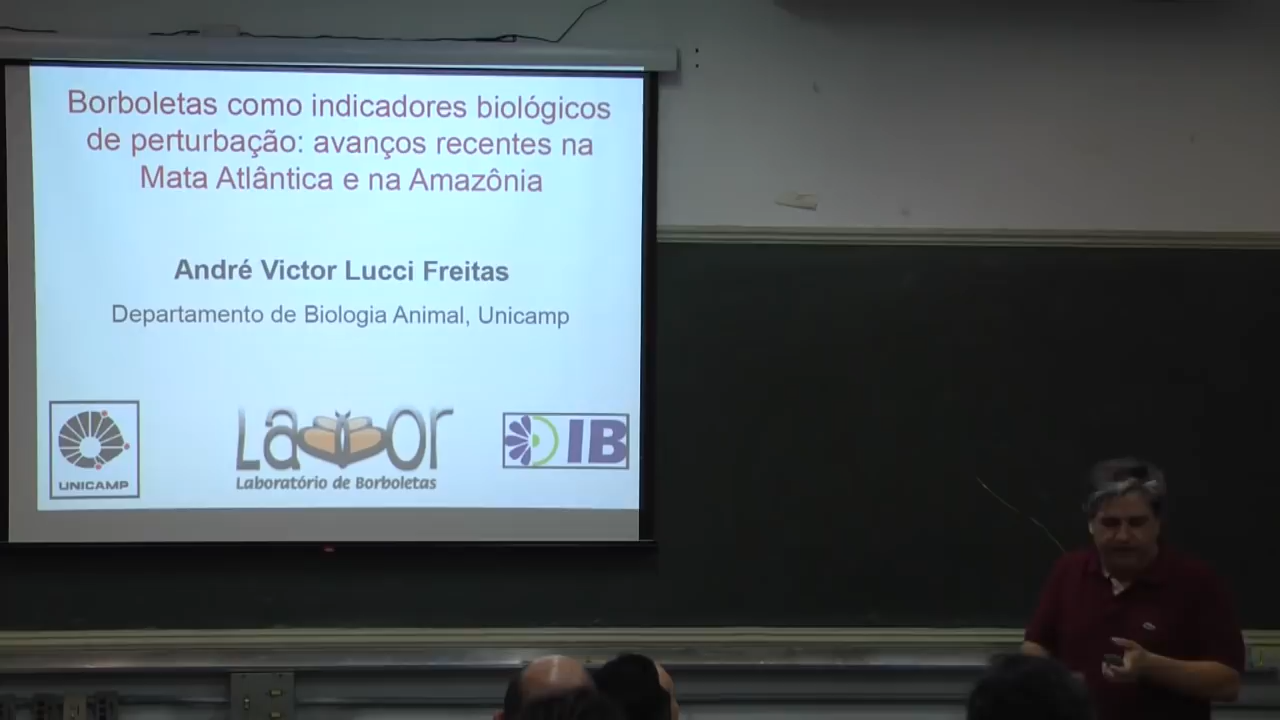 Borboletas como indicadores biológicos
de perturbação: avanços recentes na
Mata Atlântica e na Amazônia
André Victor Lucci Freitas
Departamento de Biologia Animal, Unicamp
UNICAMP
LaBor
Laboratório de Borboletas
IB